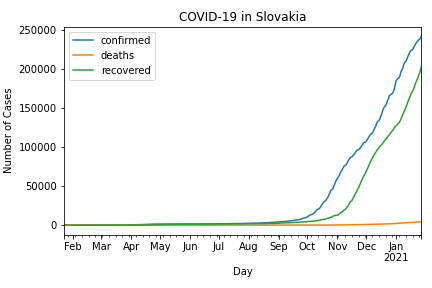 COVID-19 in Slovakia
250000
200000
150000
100000
50000
0
Number of Cases
confirmed
deaths
recovered
Feb Mar Apr May Jun Jul Aug Sep Oct Nov Dec Jan
2021
Day